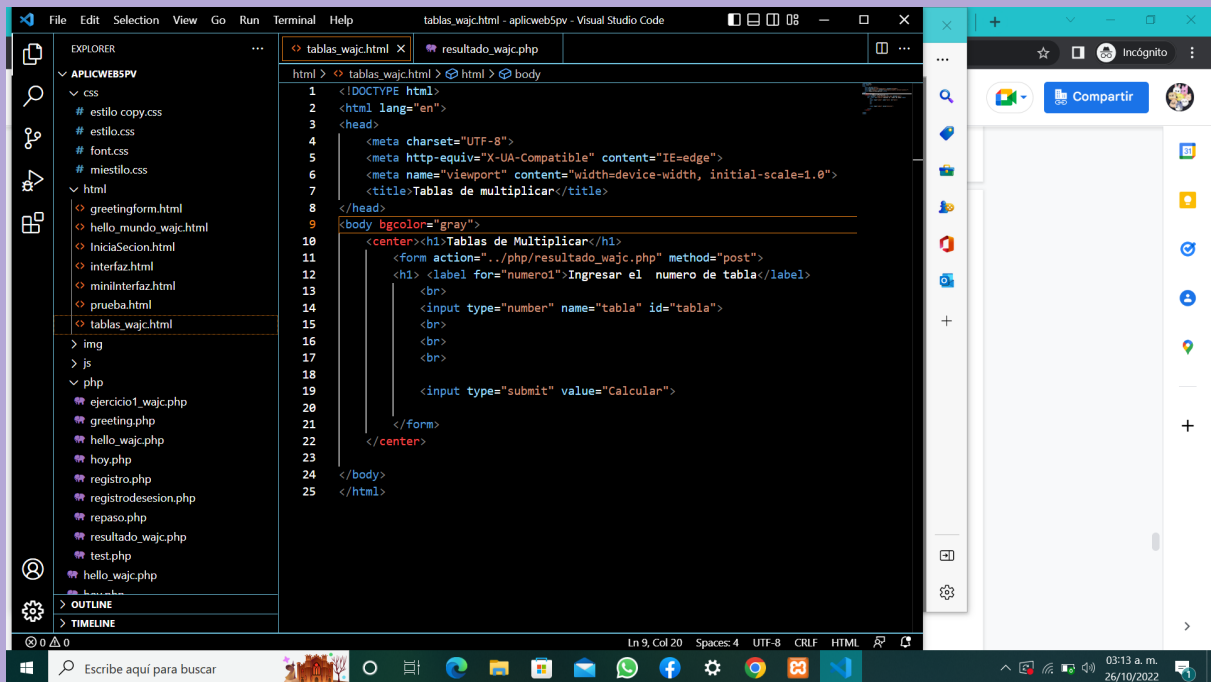 File Edit Selection View Go Run Terminal Help tablas_wajc.html - aplicweb5pv - Visual Studio Code
EXPLORER
APLICWEB5PV
css
# estilo copy.css
# estilo.css
# font.css
# miestilo.css
html
<> greetingform.html
<> hello_mundo_wajc.html
<> IniciaSecion.html
<> interfaz.html
<> miniInterfaz.html
<> prueba.html
<> tablas_wajc.html
img
js
php
ejercicio1_wajc.php
greeting.php
hello_wajc.php
hoy.php
registro.php
registrodesesion.php
repaso.php
resultado_wajc.php
test.php
hello_wajc.php
OUTLINE
TIMELINE
<> tablas_wajc.html resultado_wajc.php
html > <> tablas_wajc.html > html > body
1 <!DOCTYPE html>
2 <html lang="en">
3 <head>
4 <meta charset="UTF-8">
5 <meta http-equiv="X-UA-Compatible" content="IE=edge">
6 <meta name="viewport" content="width=device-width, initial-scale=1.0">
7 <title>Tablas de multiplicar</title>
8 </head>
9 <body bgcolor="gray">
10 <center><h1>Tablas de Multiplicar</h1>
11 <form action="../php/resultado_wajc.php" method="post">
12 <h1> <label for="numero1">Ingresar el  numero de tabla</label>
13 <br>
14 <input type="number" name="tabla" id="tabla">
15 <br>
16 <br>
17 <br>
18
19 <input type="submit" value="Calcular">
20
21 </form>
22 </center>
23
24 </body>
25 </html>
0 0 Ln 9, Col 20 Spaces: 4 UTF-8 CRLF HTML
Incógnito
Compartir
31
Escribe aquí para buscar
03:13 a. m.
26/10/2022
1